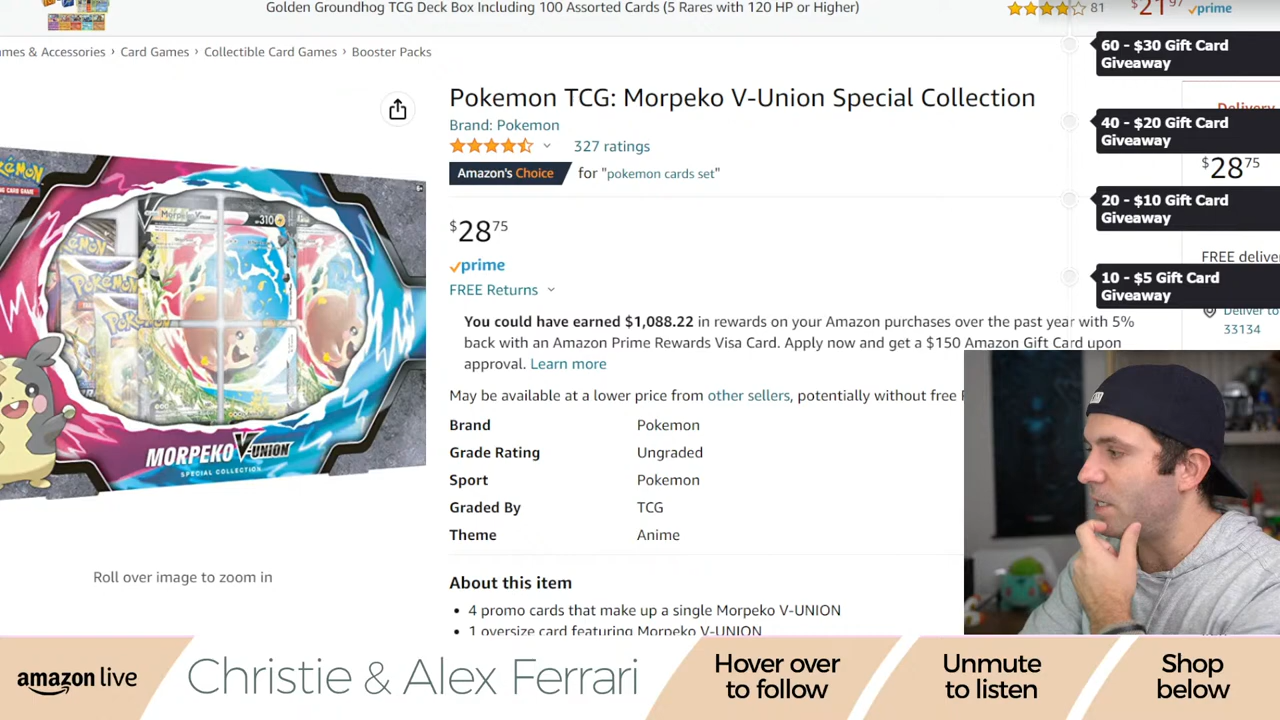 Golden Groundhog TCG Deck Box Including 100 Assorted Cards (5 Rares with 120 HP or Higher)
81
$21.97
prime
mes & Accessories › Card Games › Collectible Card Games › Booster Packs
60 - $30 Gift Card
Giveaway
40 - $20 Gift Card
Giveaway
20 - $10 Gift Card
Giveaway
10 - $5 Gift Card
Giveaway
Delivery
$28.75
FREE delive
Deliver to
33134
Pokemon TCG: Morpeko V-Union Special Collection
Brand: Pokemon
327 ratings
Amazon's Choice for "pokemon cards set"
$28.75
prime
FREE Returns
You could have earned $1,088.22 in rewards on your Amazon purchases over the past year with 5%
back with an Amazon Prime Rewards Visa Card. Apply now and get a $150 Amazon Gift Card upon
approval. Learn more
May be available at a lower price from other sellers, potentially without free
Brand Pokemon
Grade Rating Ungraded
Sport Pokemon
Graded By TCG
Theme Anime
About this item
• 4 promo cards that make up a single Morpeko V-UNION
• 1 oversize card featuring Morpeko V-UNION
Pokémon
310
MORPEKO V-UNION
SPECIAL COLLECTION
Roll over image to zoom in
amazon live
Christie & Alex Ferrari
Hover over
to follow
Unmute
to listen
Shop
below